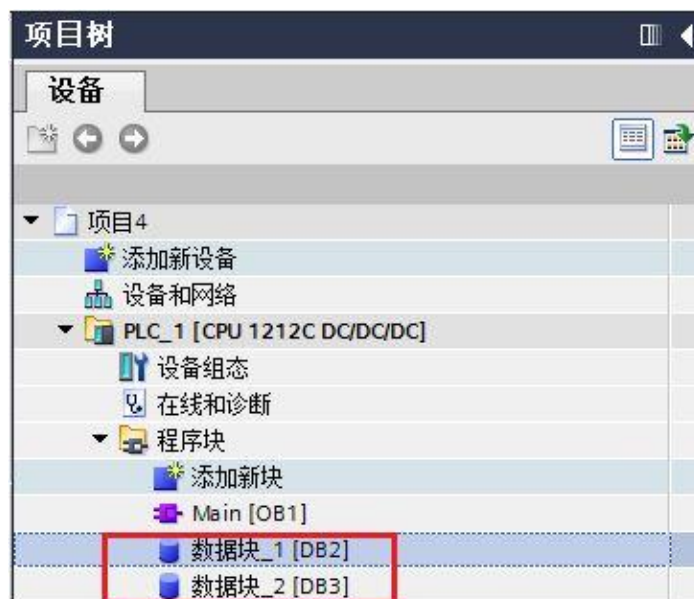 项目树
设备
项目4
添加新设备
设备和网络
PLC_1 [CPU 1212C DC/DC/DC]
设备组态
在线和诊断
程序块
添加新块
Main [OB1]
数据块_1 [DB2]
数据块_2 [DB3]